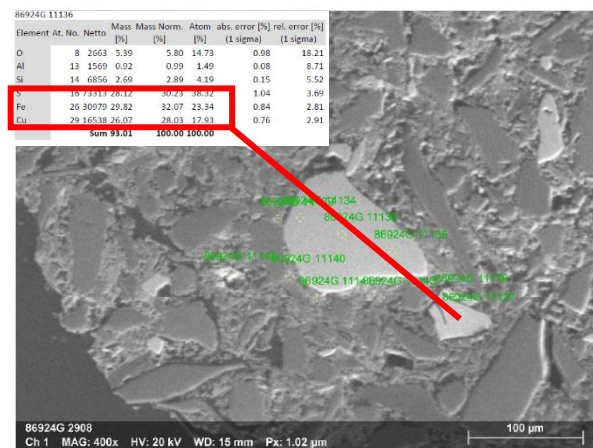 86924G 11136
Element At. No. Netto Mass [%] Mass Norm. [%] Atom [%] abs. error [%] (1 sigma) rel. error [%] (1 sigma)
O 8 2663 5.39 5.80 14.73 0.98 18.21
Al 13 1569 0.92 0.99 1.49 0.08 8.71
Si 14 6856 2.69 2.89 4.19 0.15 5.52
S 16 73313 28.12 30.23 38.32 1.04 3.69
Fe 26 30979 29.82 32.07 23.34 0.84 2.81
Cu 29 16538 26.07 28.03 17.93 0.76 2.91
Sum 93.01 100.00 100.00
11134
86924G
86924G
86924G 11140
86924G
86924G 2908
Ch 1 MAG: 400x HV: 20 kV WD: 15 mm Px: 1.02 µm
100 µm